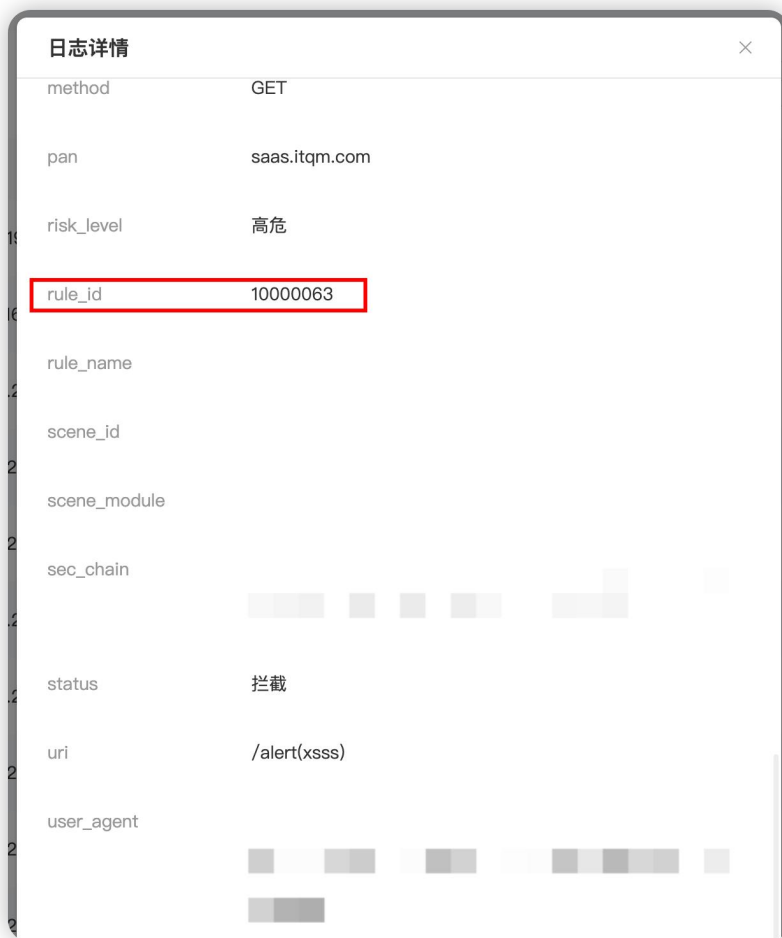 日志详情
method GET
pan saas.itqm.com
risk_level 高危
rule_id 10000063
rule_name
scene_id
scene_module
sec_chain
status 拦截
uri /alert(xsss)
user_agent